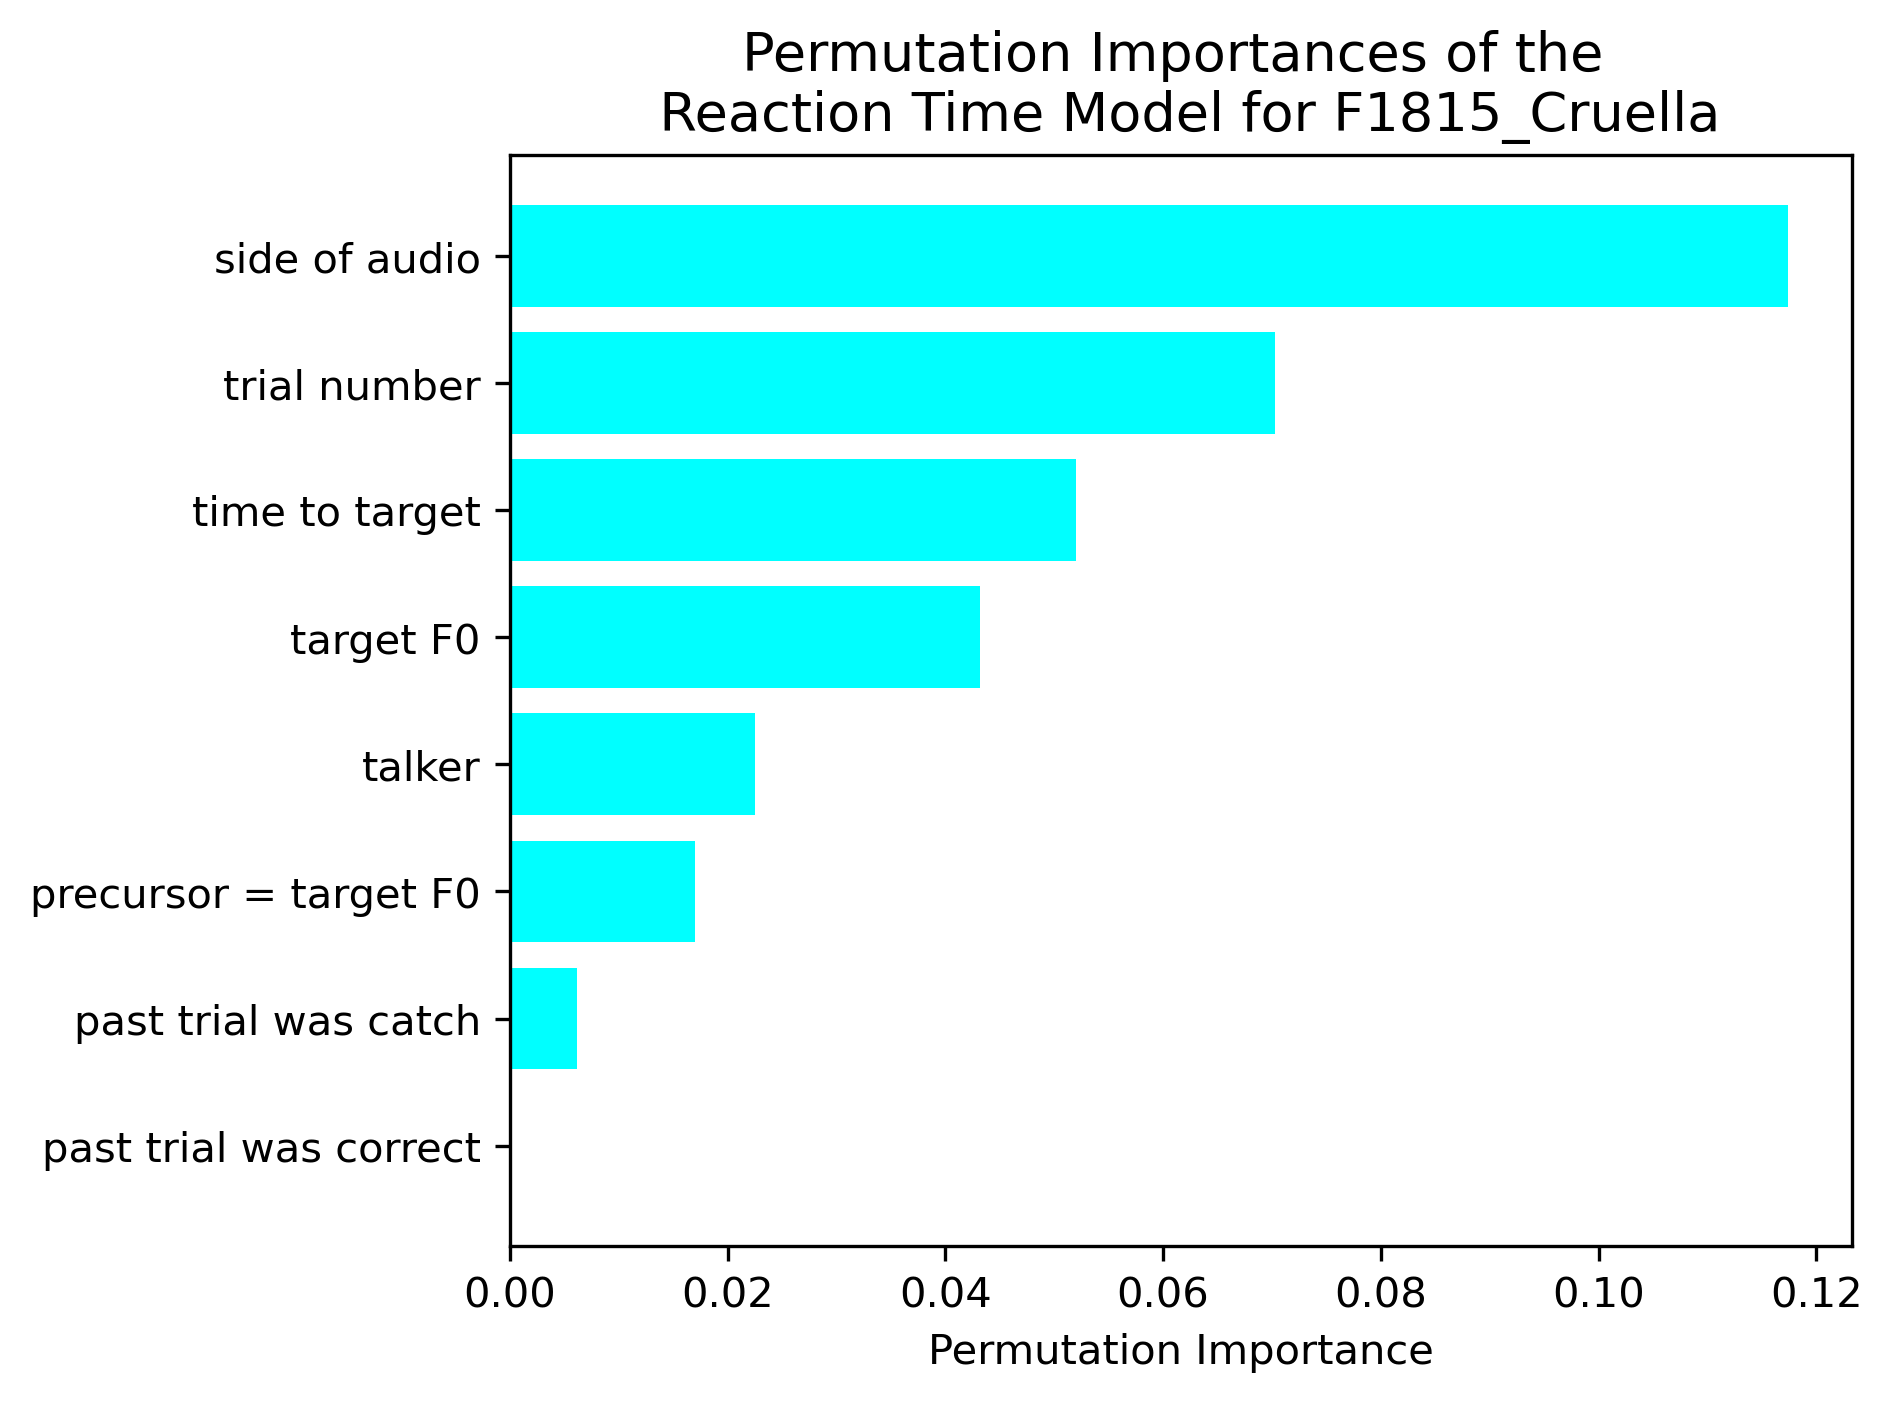 Permutation Importances of the
Reaction Time Model for F1815_Cruella
side of audio
trial number
time to target
target F0
talker
precursor = target F0
past trial was catch
past trial was correct
0.00 0.02 0.04 0.06 0.08 0.10 0.12
Permutation Importance